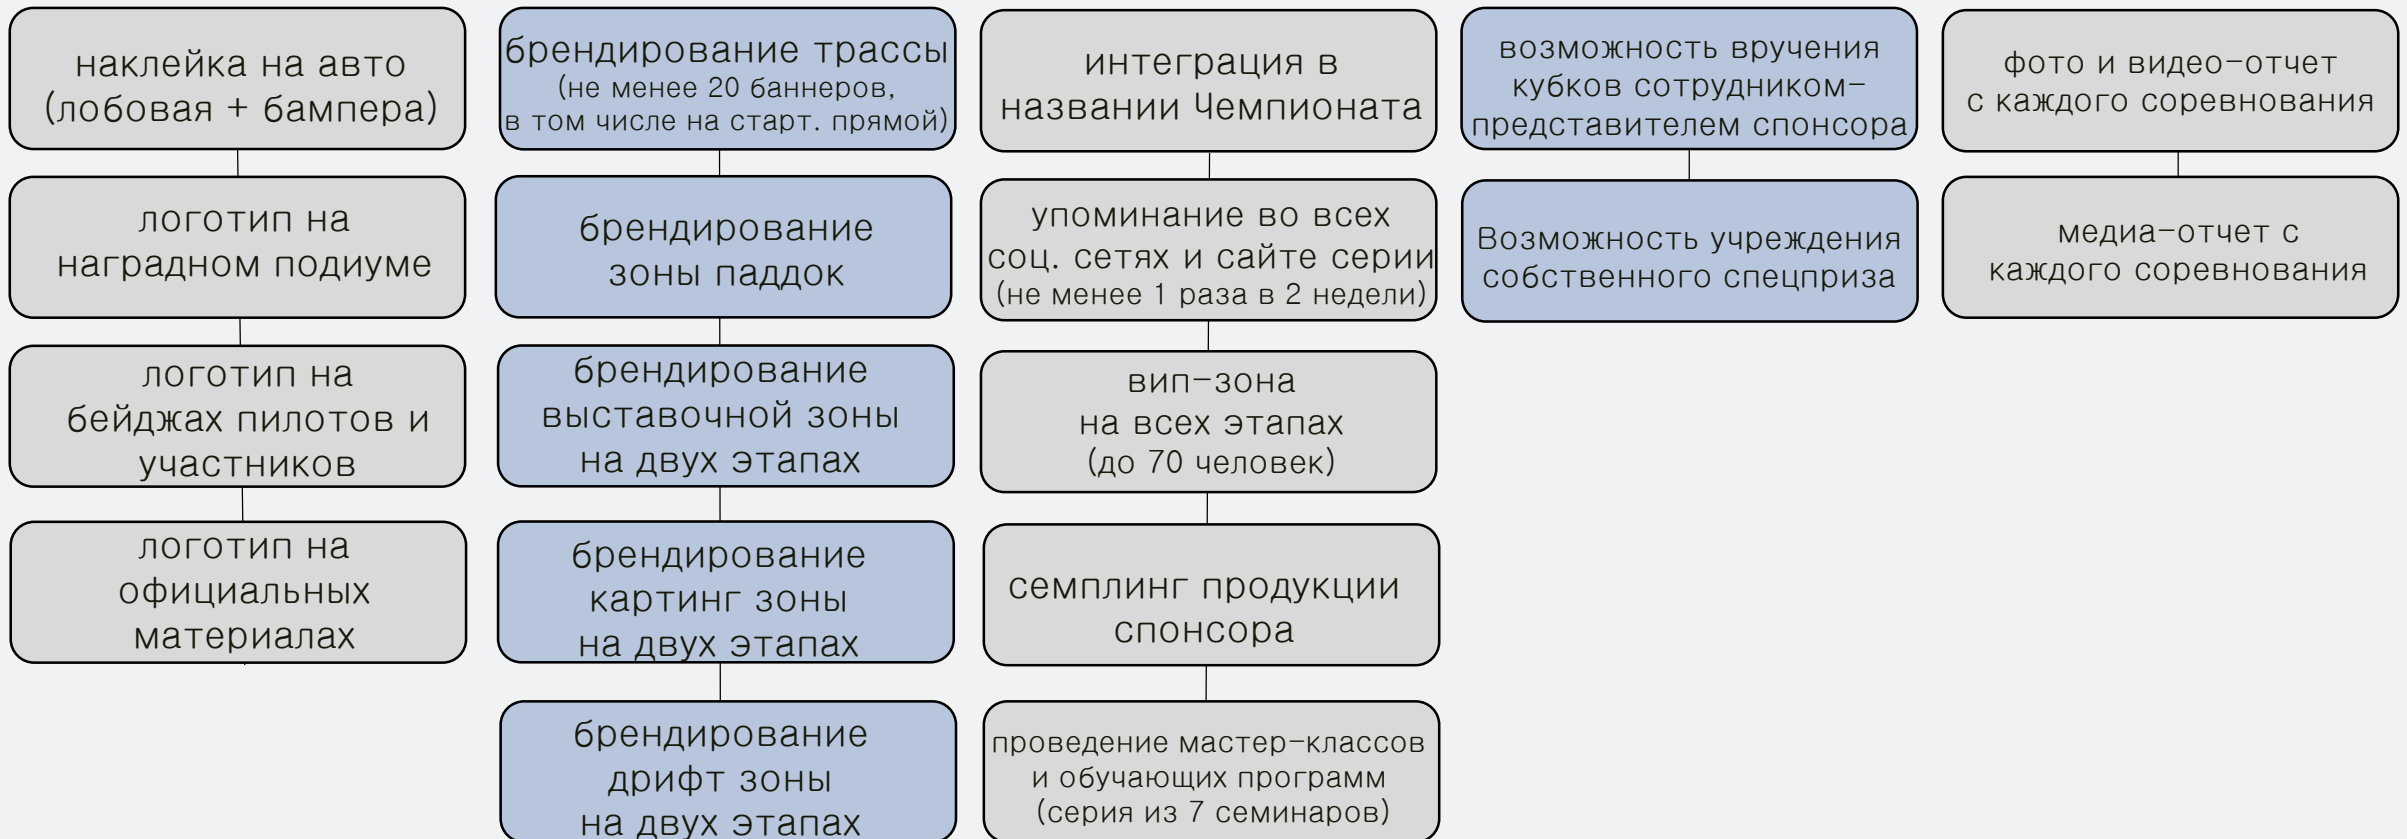 наклейка на авто
(лобовая + бампера)
логотип на
наградном подиуме
логотип на
бейджах пилотов и
участников
логотип на
официальных
материалах
брендирование трассы
(не менее 20 баннеров,
в том числе на старт. прямой)
брендирование
зоны паддок
брендирование
выставочной зоны
на двух этапах
брендирование
картинг зоны
на двух этапах
брендирование
дрифт зоны
на двух этапах
интеграция в
названии Чемпионата
упоминание во всех
соц. сетях и сайте серии
(не менее 1 раза в 2 недели)
вип-зона
на всех этапах
(до 70 человек)
семплинг продукции
спонсора
проведение мастер-классов
и обучающих программ
(серия из 7 семинаров)
возможность вручения
кубков сотрудником-
представителем спонсора
Возможность учреждения
собственного спецприза
фото и видео-отчет
с каждого соревнования
медиа-отчет с
каждого соревнования